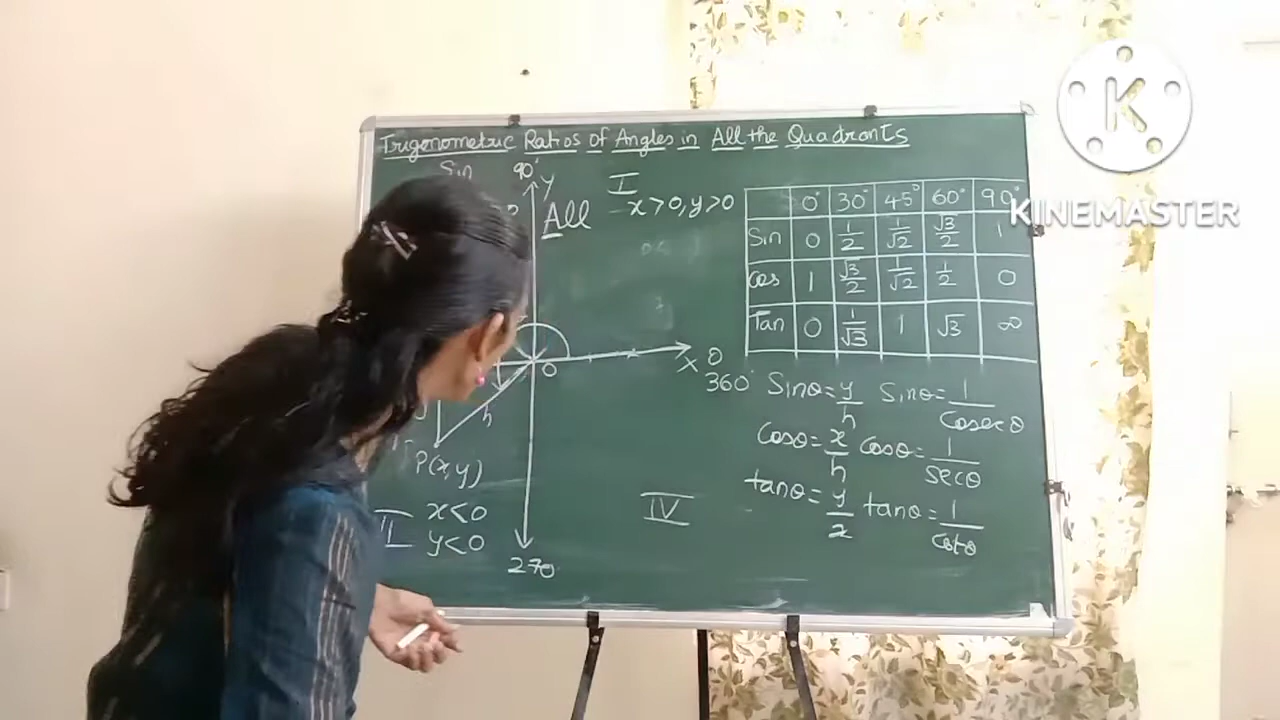 Trigonometric Ratios of Angles in All the Quadrants
Sin
90°
Y
All
I
x>0, y>0
0° 30° 45° 60° 90°
Sin 0 1/2 1/√2 √3/2 1
Cos 1 √3/2 1/√2 1/2 0
Tan 0 1/√3 1 √3 ∞
O
X 0
360°
h
P(x,y)
x<0
y<0
IV
270
Sinθ=y/h Sinθ=1/Cosecθ
Cosθ=x/h Cosθ=1/secθ
tanθ=y/x tanθ=1/cotθ
K
KINEMASTER